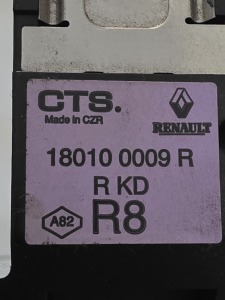 CTS.
Made in CZR
RENAULT
18010 0009 R
R KD
A82
R8